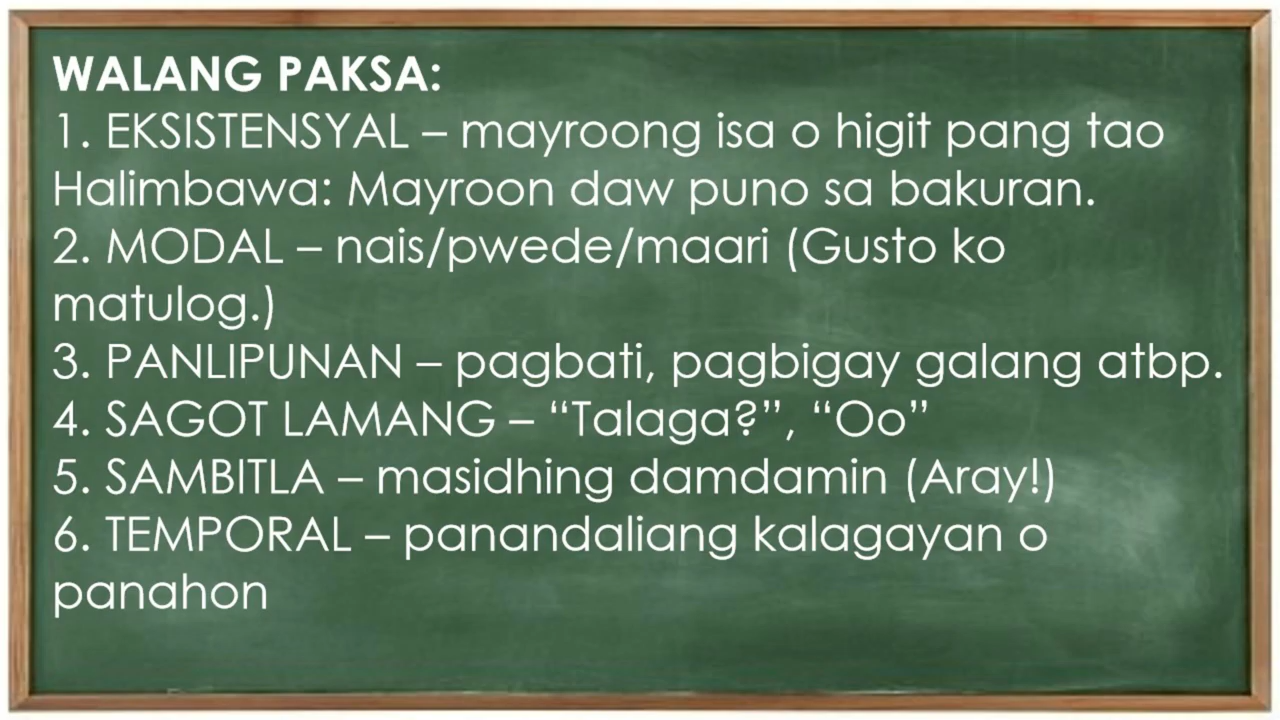 WALANG PAKSA:
1. EKSISTENSYAL – mayroong isa o higit pang tao
Halimbawa: Mayroon daw puno sa bakuran.
2. MODAL – nais/pwede/maari (Gusto ko
matulog.)
3. PANLIPUNAN – pagbati, pagbigay galang atbp.
4. SAGOT LAMANG – “Talaga?”, “Oo”
5. SAMBITLA – masidhing damdamin (Aray!)
6. TEMPORAL – panandaliang kalagayan o
panahon